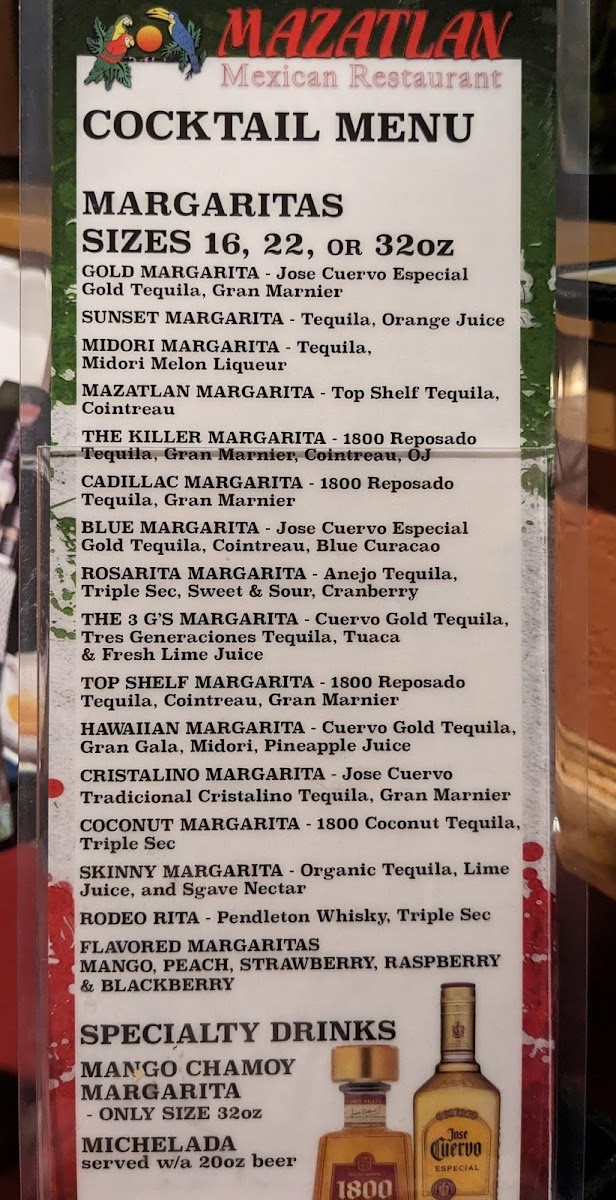 MAZATLAN
Mexican Restaurant
COCKTAIL MENU
MARGARITAS
SIZES 16, 22, OR 32oz
GOLD MARGARITA - Jose Cuervo Especial
Gold Tequila, Gran Marnier
SUNSET MARGARITA - Tequila, Orange Juice
MIDORI MARGARITA - Tequila,
Midori Melon Liqueur
MAZATLAN MARGARITA - Top Shelf Tequila,
Cointreau
THE KILLER MARGARITA - 1800 Reposado
Tequila, Gran Marnier, Cointreau, OJ
CADILLAC MARGARITA - 1800 Reposado
Tequila, Gran Marnier
BLUE MARGARITA - Jose Cuervo Especial
Gold Tequila, Cointreau, Blue Curacao
ROSARITA MARGARITA - Anejo Tequila,
Triple Sec, Sweet & Sour, Cranberry
THE 3 G'S MARGARITA - Cuervo Gold Tequila,
Tres Generaciones Tequila, Tuaca
& Fresh Lime Juice
TOP SHELF MARGARITA - 1800 Reposado
Tequila, Cointreau, Gran Marnier
HAWAIIAN MARGARITA - Cuervo Gold Tequila,
Gran Gala, Midori, Pineapple Juice
CRISTALINO MARGARITA - Jose Cuervo
Tradicional Cristalino Tequila, Gran Marnier
COCONUT MARGARITA - 1800 Coconut Tequila,
Triple Sec
SKINNY MARGARITA - Organic Tequila, Lime
Juice, and Sgave Nectar
RODEO RITA - Pendleton Whisky, Triple Sec
FLAVORED MARGARITAS
MANGO, PEACH, STRAWBERRY, RASPBERRY
& BLACKBERRY
SPECIALTY DRINKS
MANGO CHAMOY
MARGARITA
- ONLY SIZE 32oz
MICHELADA
served w/a 20oz beer
1800
Jose
Cuervo
ESPECIAL